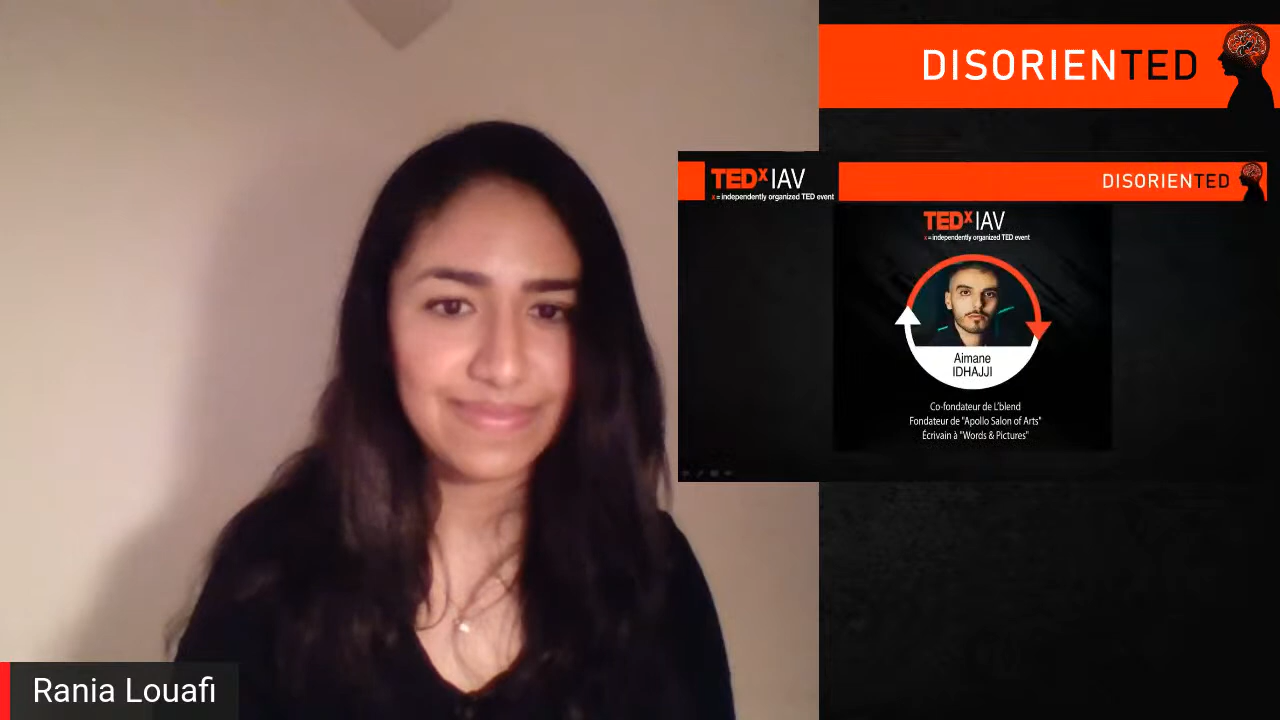 DISORIENTED
TEDx IAV
x = independently organized TED event
DISORIENTED
TEDx IAV
x = independently organized TED event
Aimane
IDHAJJI
Co-fondateur de L'blend
Fondateur de "Apollo Salon of Arts"
Écrivain à "Words & Pictures"
Rania Louafi